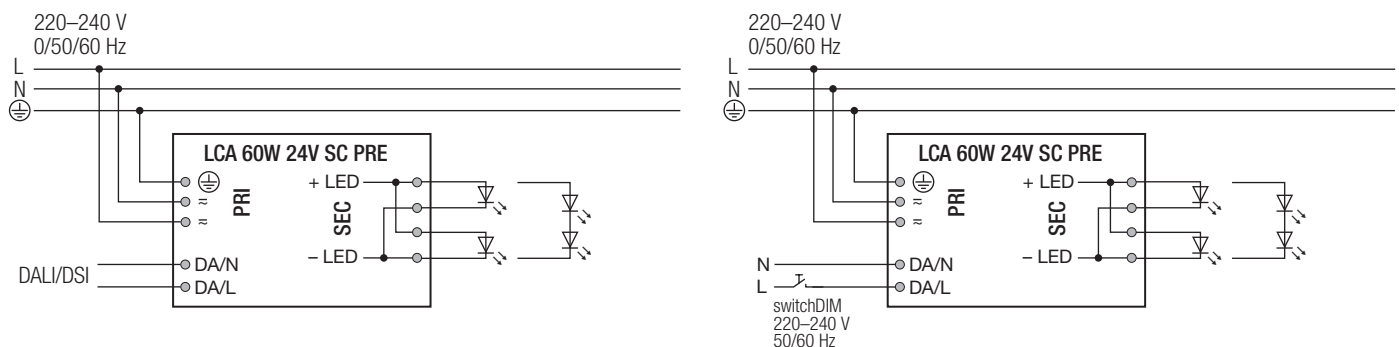 220–240 V
0/50/60 Hz
L
N
LCA 60W 24V SC PRE
PRI
≈
≈
+ LED
SEC
– LED
DALI/DSI
DA/N
DA/L
220–240 V
0/50/60 Hz
L
N
LCA 60W 24V SC PRE
PRI
≈
≈
+ LED
SEC
– LED
N
DA/N
L
DA/L
switchDIM
220–240 V
50/60 Hz